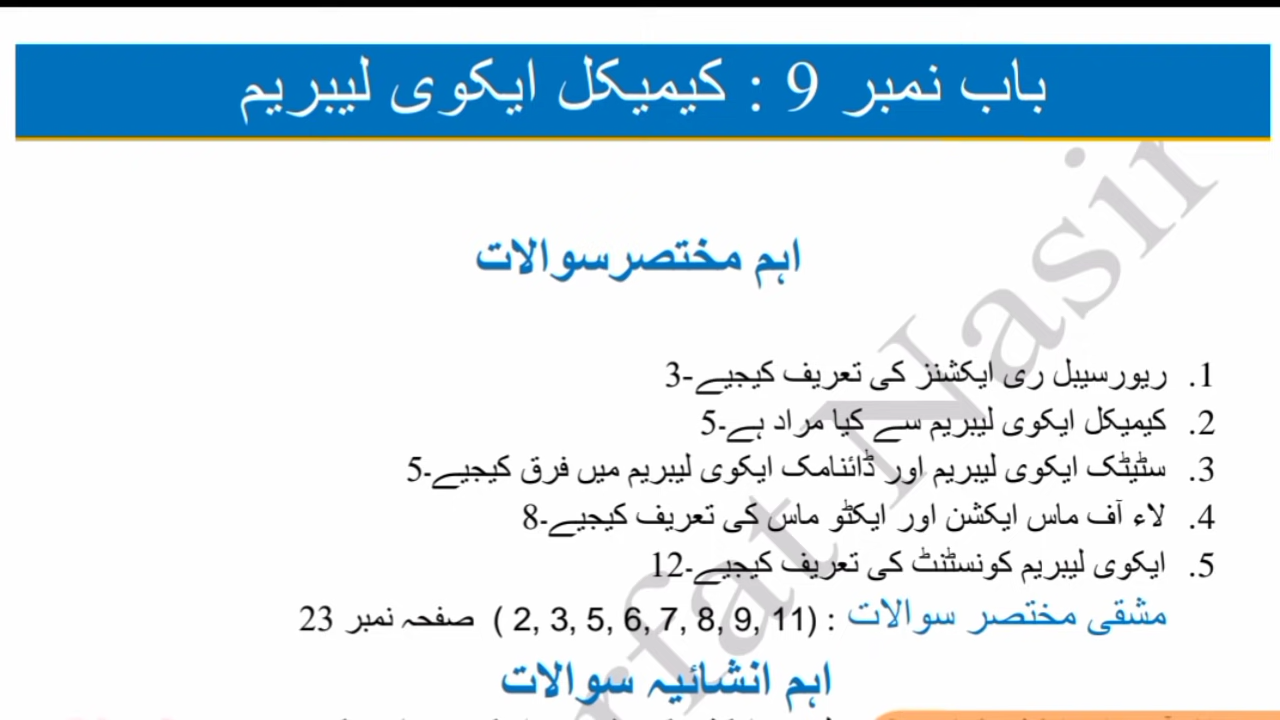 باب نمبر 9 : کیمیکل ایکوی لیبریم
اہم مختصرسوالات
1. ریورسیبل ری ایکشنز کی تعریف کیجیے۔3
2. کیمیکل ایکوی لیبریم سے کیا مراد ہے۔5
3. سٹیٹک ایکوی لیبریم اور ڈائنامک ایکوی لیبریم میں فرق کیجیے۔5
4. لاء آف ماس ایکشن اور ایکٹو ماس کی تعریف کیجیے۔8
5. ایکوی لیبریم کونسٹنٹ کی تعریف کیجیے۔12
مشقی مختصر سوالات : (2, 3, 5, 6, 7, 8, 9, 11 ) صفحہ نمبر 23
اہم انشائیہ سوالات
rfat Nasir